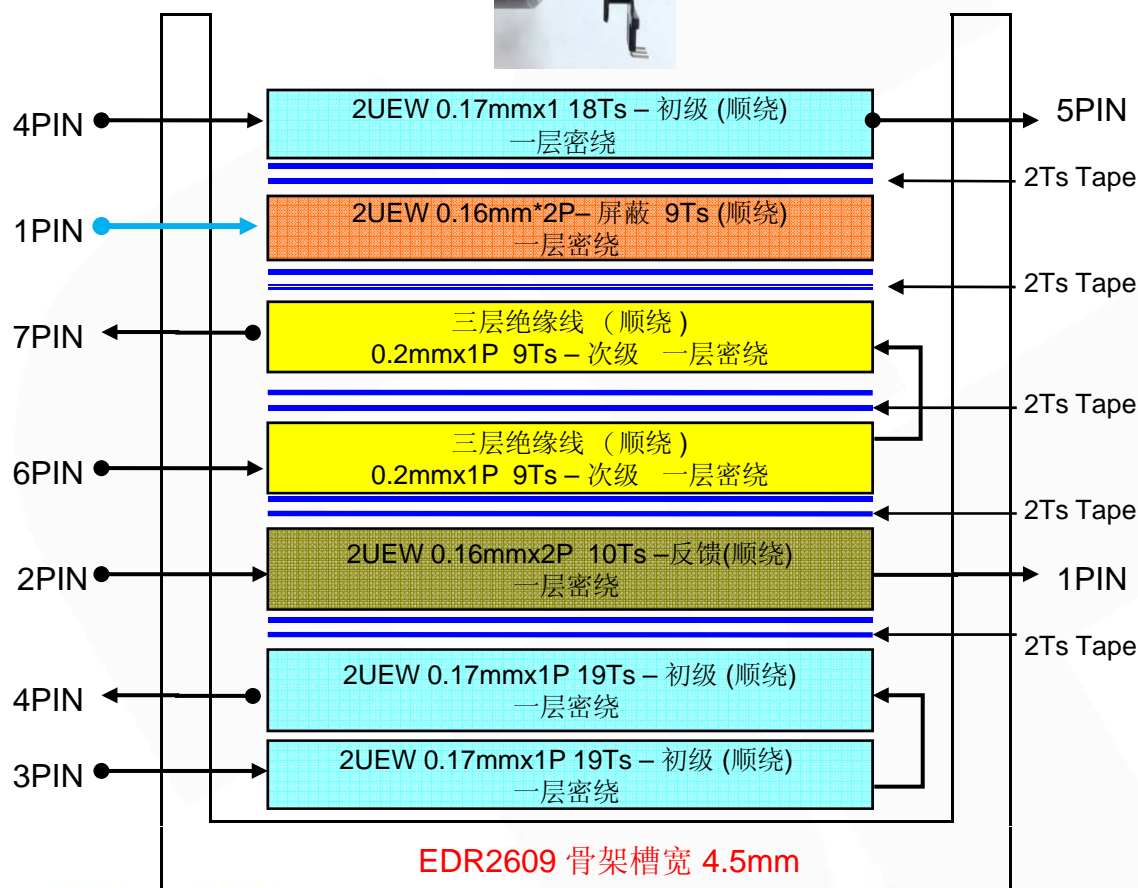 2UEW 0.17mmx1 18Ts – 初级 (顺绕)
一层密绕
4PIN
5PIN
2Ts Tape
2UEW 0.16mm*2P– 屏蔽 9Ts (顺绕)
一层密绕
1PIN
2Ts Tape
三层绝缘线 （顺绕 )
0.2mmx1P 9Ts – 次级 一层密绕
7PIN
2Ts Tape
三层绝缘线 （顺绕 )
0.2mmx1P 9Ts – 次级 一层密绕
6PIN
2Ts Tape
2UEW 0.16mmx2P 10Ts –反馈(顺绕)
一层密绕
2PIN
1PIN
2Ts Tape
2UEW 0.17mmx1P 19Ts – 初级 (顺绕)
一层密绕
4PIN
2UEW 0.17mmx1P 19Ts – 初级 (顺绕)
一层密绕
3PIN
EDR2609 骨架槽宽 4.5mm